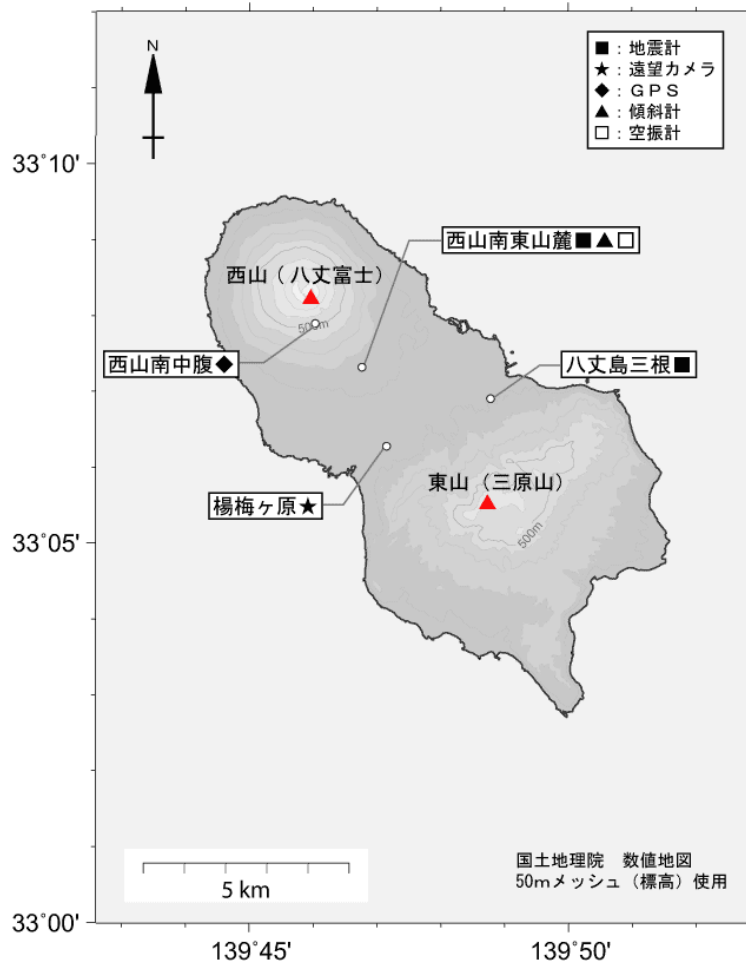 N
■：地震計
★：遠望カメラ
◆：ＧＰＳ
▲：傾斜計
□：空振計
33°10'
西山南東山麓■▲□
西山（八丈富士）
500m
西山南中腹◆
八丈島三根■
東山（三原山）
楊梅ヶ原★
500m
33°05'
5 km
国土地理院　数値地図
50mメッシュ（標高）使用
33°00'
139°45'
139°50'